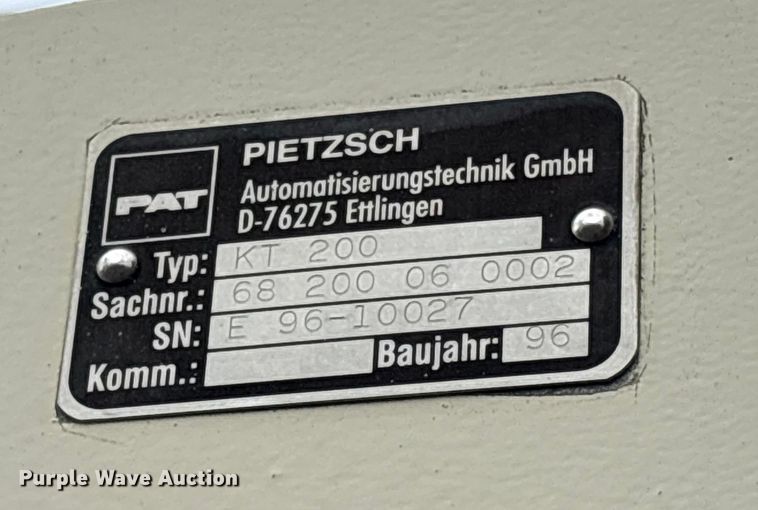 PAT
PIETZSCH
Automatisierungstechnik GmbH
D-76275 Ettlingen
Typ: KT 200
Sachnr.: 68 200 06 0002
SN: E 96-10027
Komm.: Baujahr: 96
Purple Wave Auction